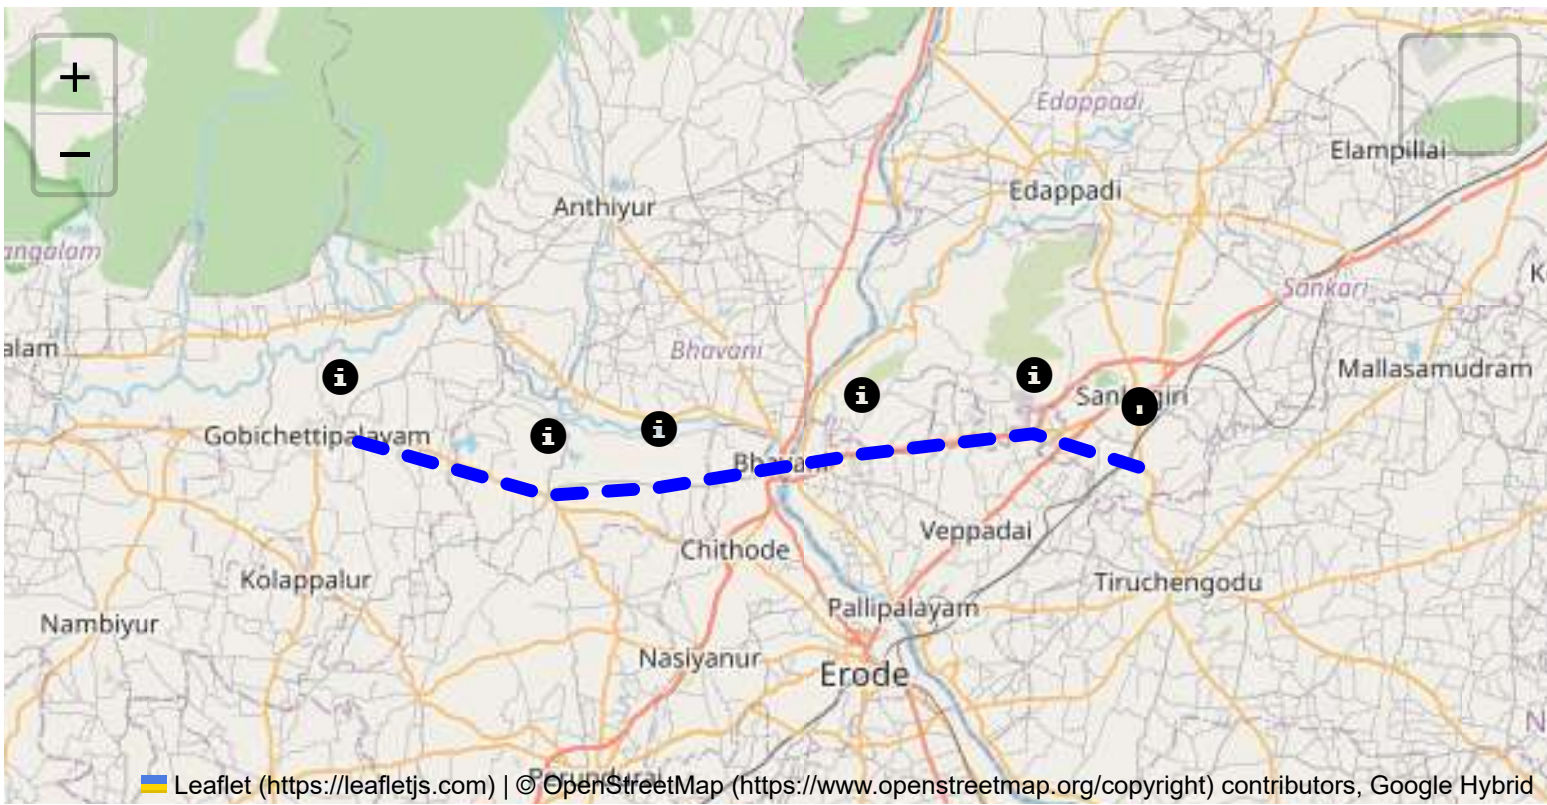 +
−
Edappadi
Elampillai
Edappadi
Anthiyur
angalam
Sankari
K
alam
Bhavani
Mallasamudram
Gobichettipalayam
Veppadai
Chithode
Kolappalur
Tiruchengodu
Nambiyur
Pallipalayam
Nasiyanur
Erode
N
Leaflet (https://leafletjs.com) | © OpenStreetMap (https://www.openstreetmap.org/copyright) contributors, Google Hybrid